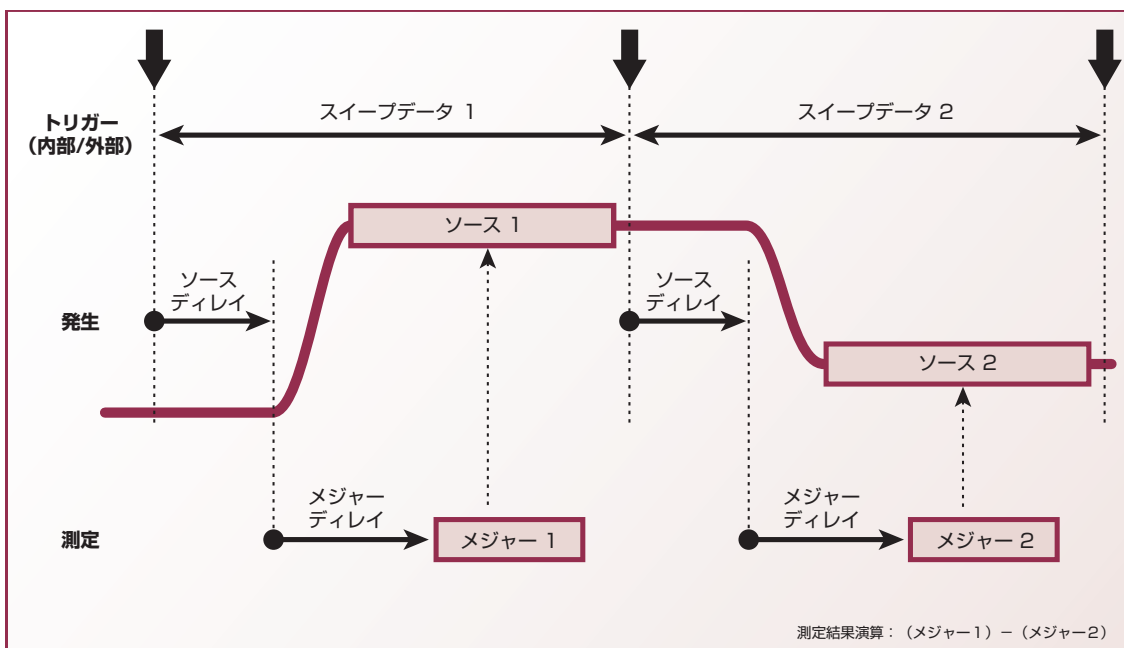 トリガー
(内部/外部)
スイープデータ 1
スイープデータ 2
発生
ソース
ディレイ
ソース 1
ソース
ディレイ
ソース 2
測定
メジャー
ディレイ
メジャー 1
メジャー
ディレイ
メジャー 2
測定結果演算:(メジャー1)-(メジャー2)